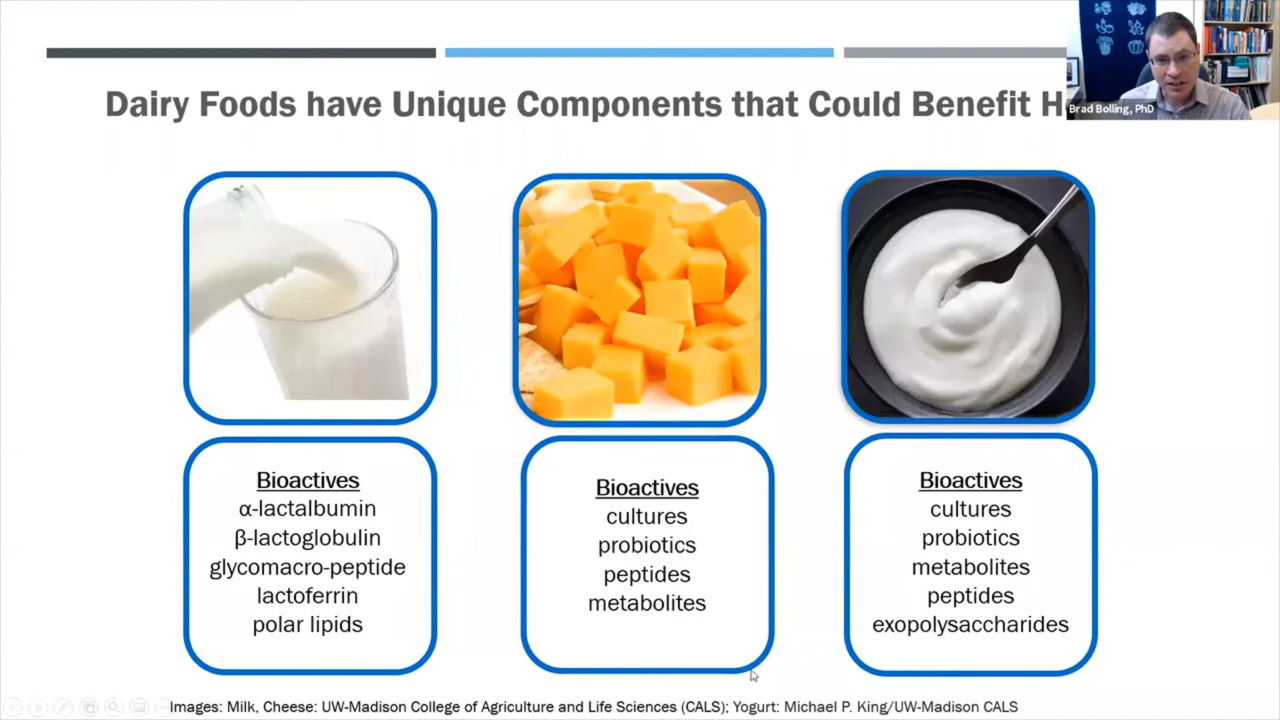 Dairy Foods have Unique Components that Could Benefit H
Brad Bolling, PhD
Bioactives
α-lactalbumin
β-lactoglobulin
glycomacro-peptide
lactoferrin
polar lipids
Bioactives
cultures
probiotics
peptides
metabolites
Bioactives
cultures
probiotics
metabolites
peptides
exopolysaccharides
Images: Milk, Cheese: UW-Madison College of Agriculture and Life Sciences (CALS); Yogurt: Michael P. King/UW-Madison CALS